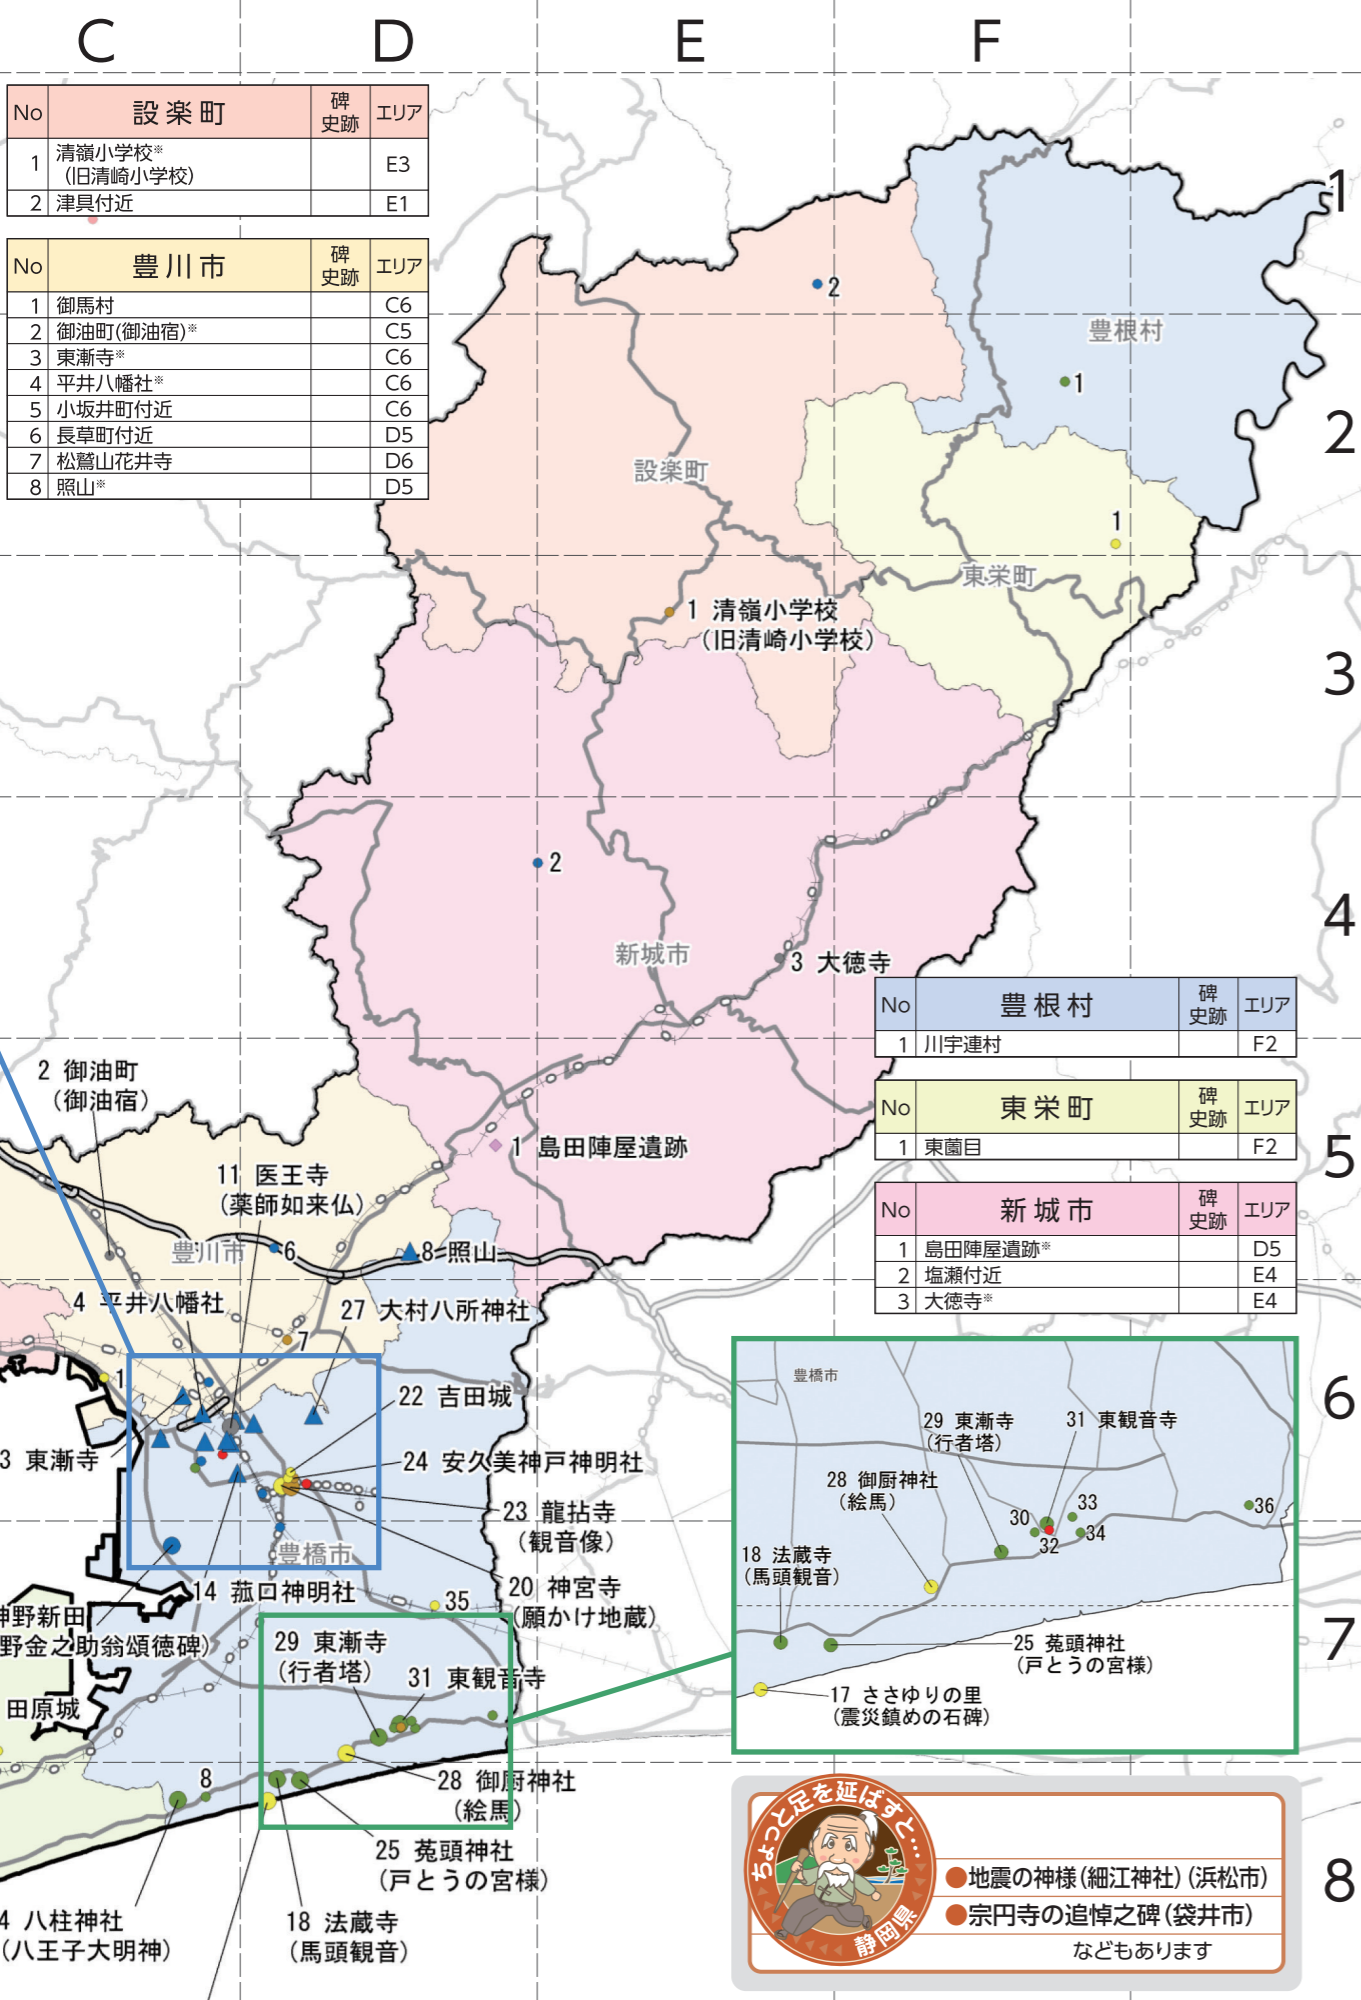 C
D
E
F
No 設楽町 碑史跡 エリア
1 清嶺小学校※（旧清崎小学校） E3
2 津具付近 E1
No 豊川市 碑史跡 エリア
1 御馬村 C6
2 御油町(御油宿)※ C5
3 東漸寺※ C6
4 平井八幡社※ C6
5 小坂井町付近 C6
6 長草町付近 D5
7 松鷲山花井寺 D6
8 照山※ D5
1
2
豊根村
1
2
設楽町
1
東栄町
1 清嶺小学校
（旧清崎小学校）
3
2
新城市
3 大徳寺
4
No 豊根村 碑史跡 エリア
1 川宇連村 F2
No 東栄町 碑史跡 エリア
1 東薗目 F2
No 新城市 碑史跡 エリア
1 島田陣屋遺跡※ D5
2 塩瀬付近 E4
3 大徳寺※ E4
2 御油町
（御油宿）
1 島田陣屋遺跡
5
11 医王寺
（薬師如来仏）
豊川市
6
8 照山
4 平井八幡社
27 大村八所神社
7
1
22 吉田城
3 東漸寺
24 安久美神戸神明社
23 龍拈寺
（観音像）
豊橋市
14 菰口神明社
20 神宮寺
（願かけ地蔵）
35
神野新田
野金之助翁頌徳碑）
田原城
29 東漸寺
（行者塔）
31 東観音寺
8
28 御厨神社
（絵馬）
25 菟頭神社
（戸とうの宮様）
4 八柱神社
（八王子大明神）
18 法蔵寺
（馬頭観音）
6
豊橋市
29 東漸寺
（行者塔）
31 東観音寺
28 御厨神社
（絵馬）
30
33
36
34
32
18 法蔵寺
（馬頭観音）
25 菟頭神社
（戸とうの宮様）
17 ささゆりの里
（震災鎮めの石碑）
7
ちょっと足を延ばすと…
静岡県
●地震の神様（細江神社）（浜松市）
●宗円寺の追悼之碑（袋井市）
などもあります
8